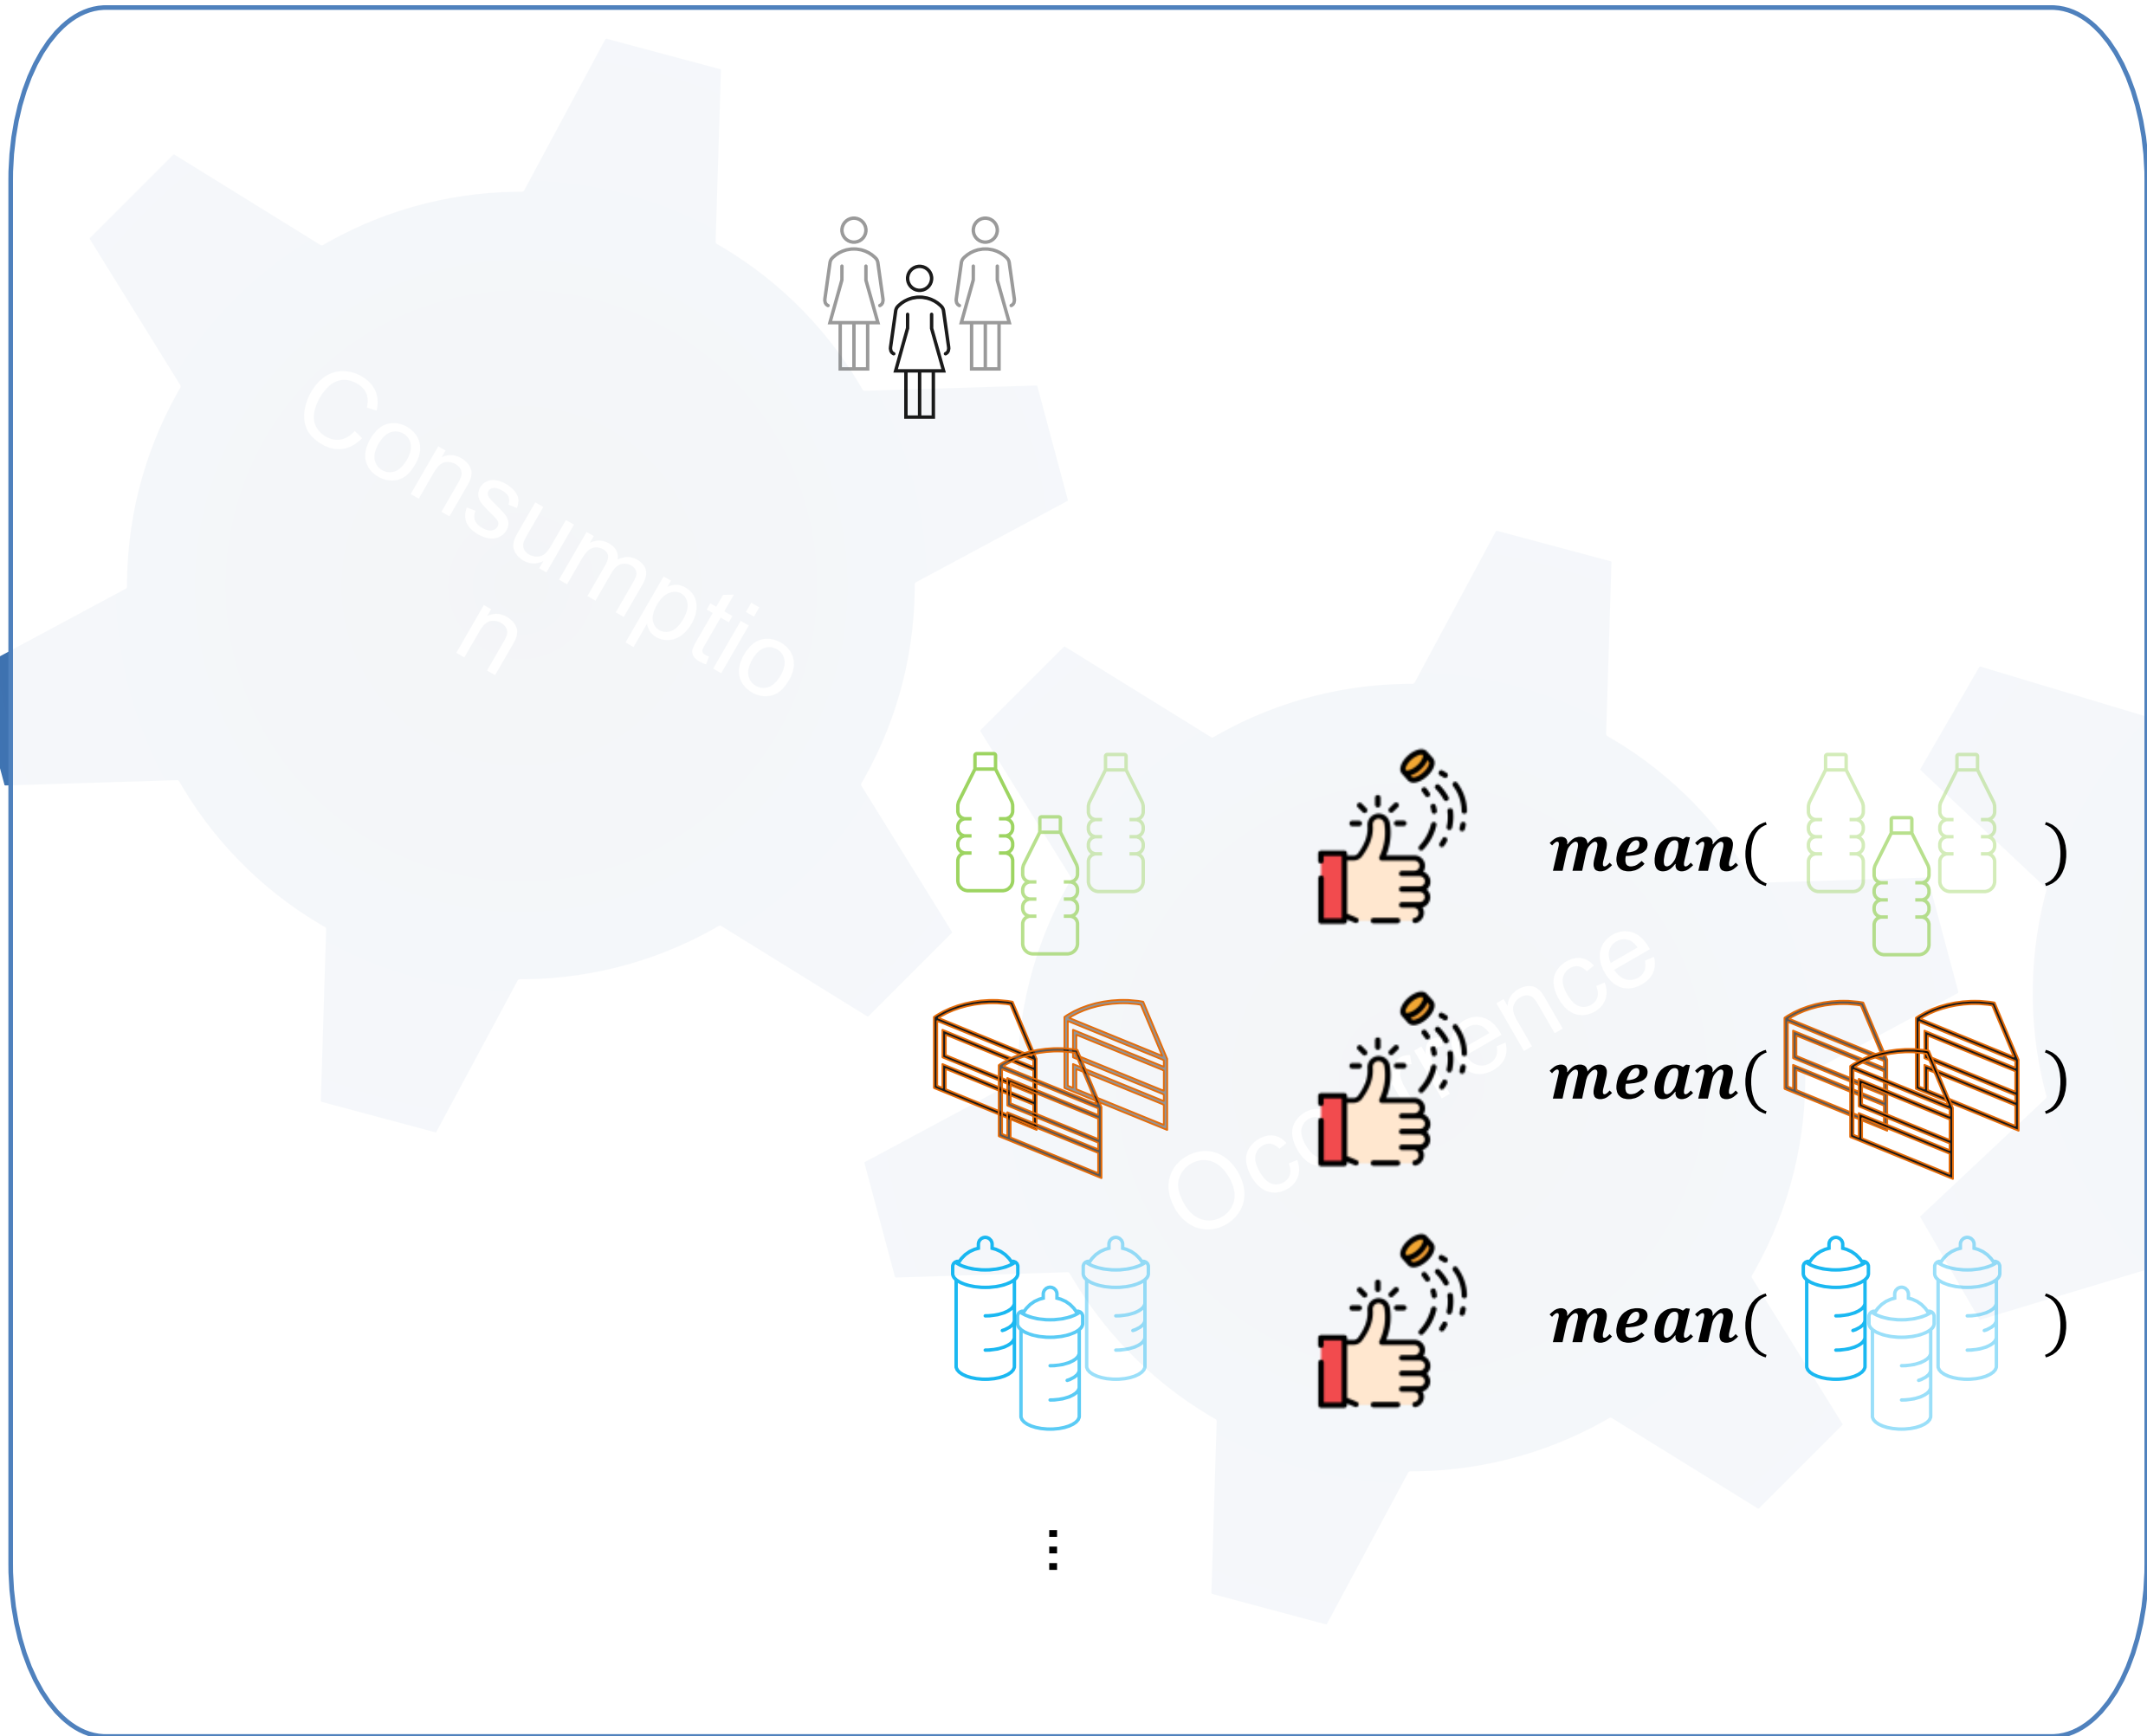 Consumptio
n
Occurrence
mean( )
mean( )
mean( )
⋮